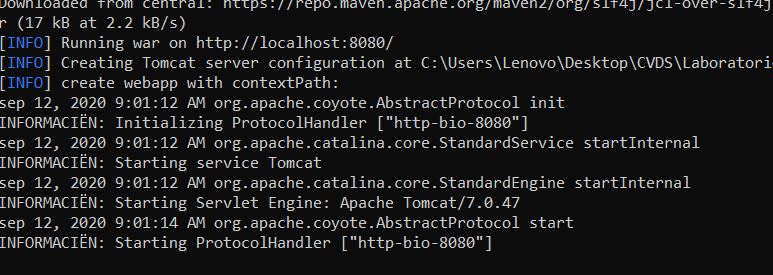 Downloaded from central: https://repo.maven.apache.org/maven2/org/slf4j/jcl-over-slf4j
r (17 kB at 2.2 kB/s)
[INFO] Running war on http://localhost:8080/
[INFO] Creating Tomcat server configuration at C:\Users\Lenovo\Desktop\CVDS\Laboratorio
[INFO] create webapp with contextPath:
sep 12, 2020 9:01:12 AM org.apache.coyote.AbstractProtocol init
INFORMACIËN: Initializing ProtocolHandler ["http-bio-8080"]
sep 12, 2020 9:01:12 AM org.apache.catalina.core.StandardService startInternal
INFORMACIËN: Starting service Tomcat
sep 12, 2020 9:01:12 AM org.apache.catalina.core.StandardEngine startInternal
INFORMACIËN: Starting Servlet Engine: Apache Tomcat/7.0.47
sep 12, 2020 9:01:14 AM org.apache.coyote.AbstractProtocol start
INFORMACIËN: Starting ProtocolHandler ["http-bio-8080"]